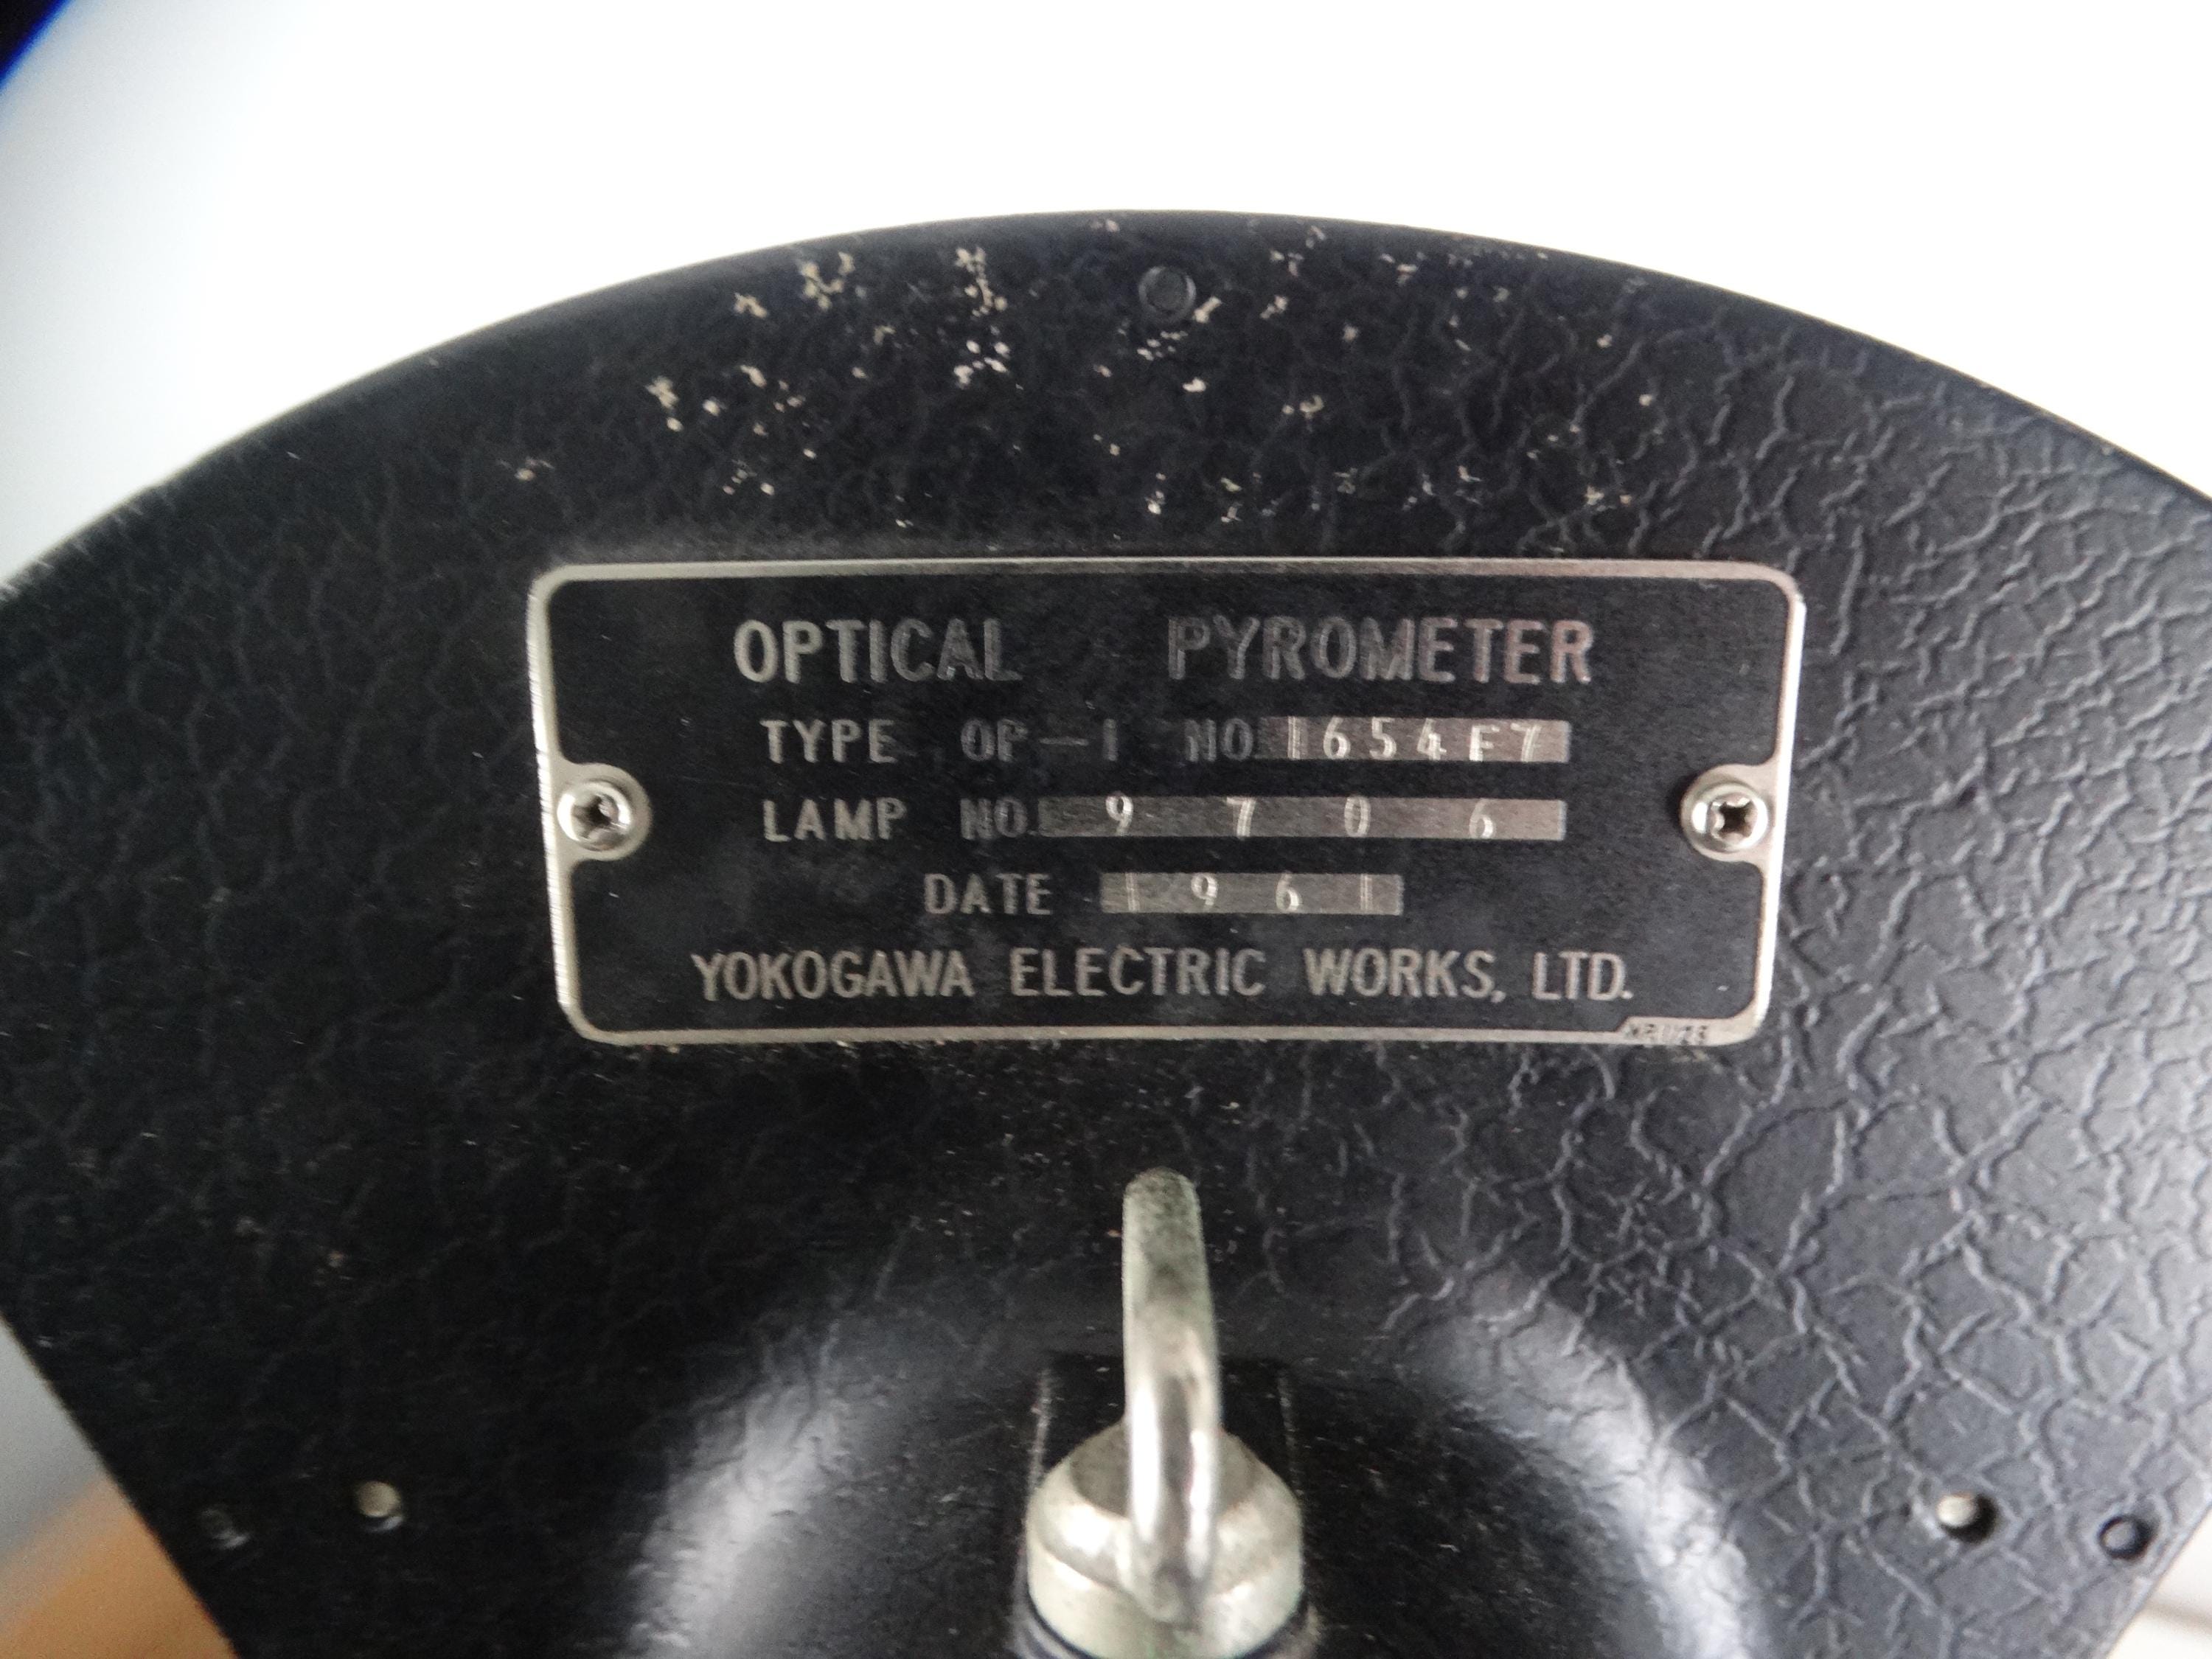 OPTICAL PYROMETER
TYPE OP-1 NO. 1654F7
LAMP NO. 9706
DATE 1961
YOKOGAWA ELECTRIC WORKS, LTD.